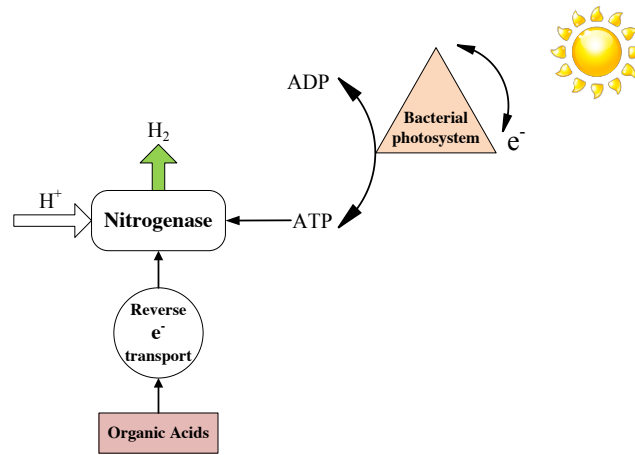 ADP
Bacterial
photosystem
e⁻
H₂
H⁺
Nitrogenase
ATP
Reverse
e⁻
transport
Organic Acids